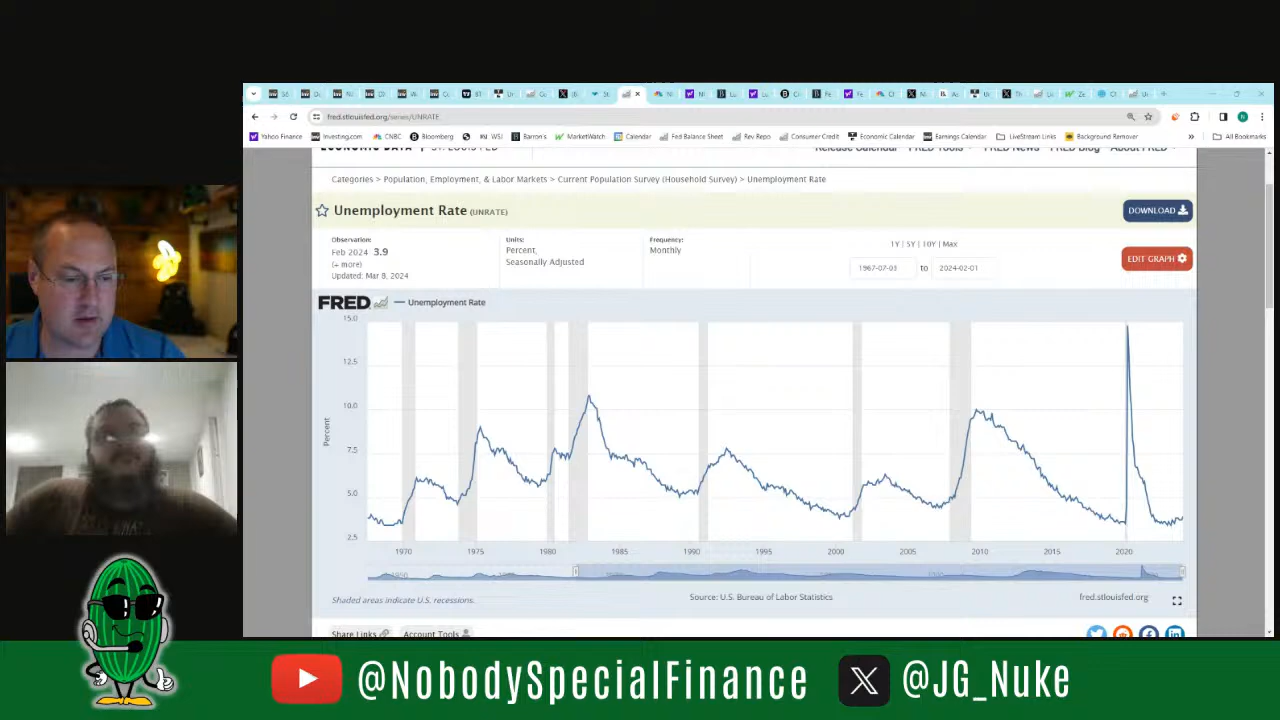 fred.stlouisfed.org/series/UNRATE
Yahoo Finance Investing.com CNBC Bloomberg WSJ Barron's MarketWatch Calendar Fed Balance Sheet Rev Repo Consumer Credit Economic Calendar Earnings Calendar LiveStream Links Background Remover » All Bookmarks
ECONOMIC DATA | ST. LOUIS FED Release Calendar FRED Tools FRED News FRED Blog About FRED
Categories > Population, Employment, & Labor Markets > Current Population Survey (Household Survey) > Unemployment Rate
Unemployment Rate (UNRATE) DOWNLOAD
Observation:
Feb 2024 3.9
(+ more)
Updated: Mar 8, 2024
Units:
Percent,
Seasonally Adjusted
Frequency:
Monthly
1Y | 5Y | 10Y | Max
1967-07-03 to 2024-02-01
EDIT GRAPH
FRED — Unemployment Rate
15.0
12.5
10.0
7.5
5.0
2.5
Percent
1970 1975 1980 1985 1990 1995 2000 2005 2010 2015 2020
Shaded areas indicate U.S. recessions.
Source: U.S. Bureau of Labor Statistics
fred.stlouisfed.org
Share Links Account Tools
@NobodySpecialFinance @JG_Nuke